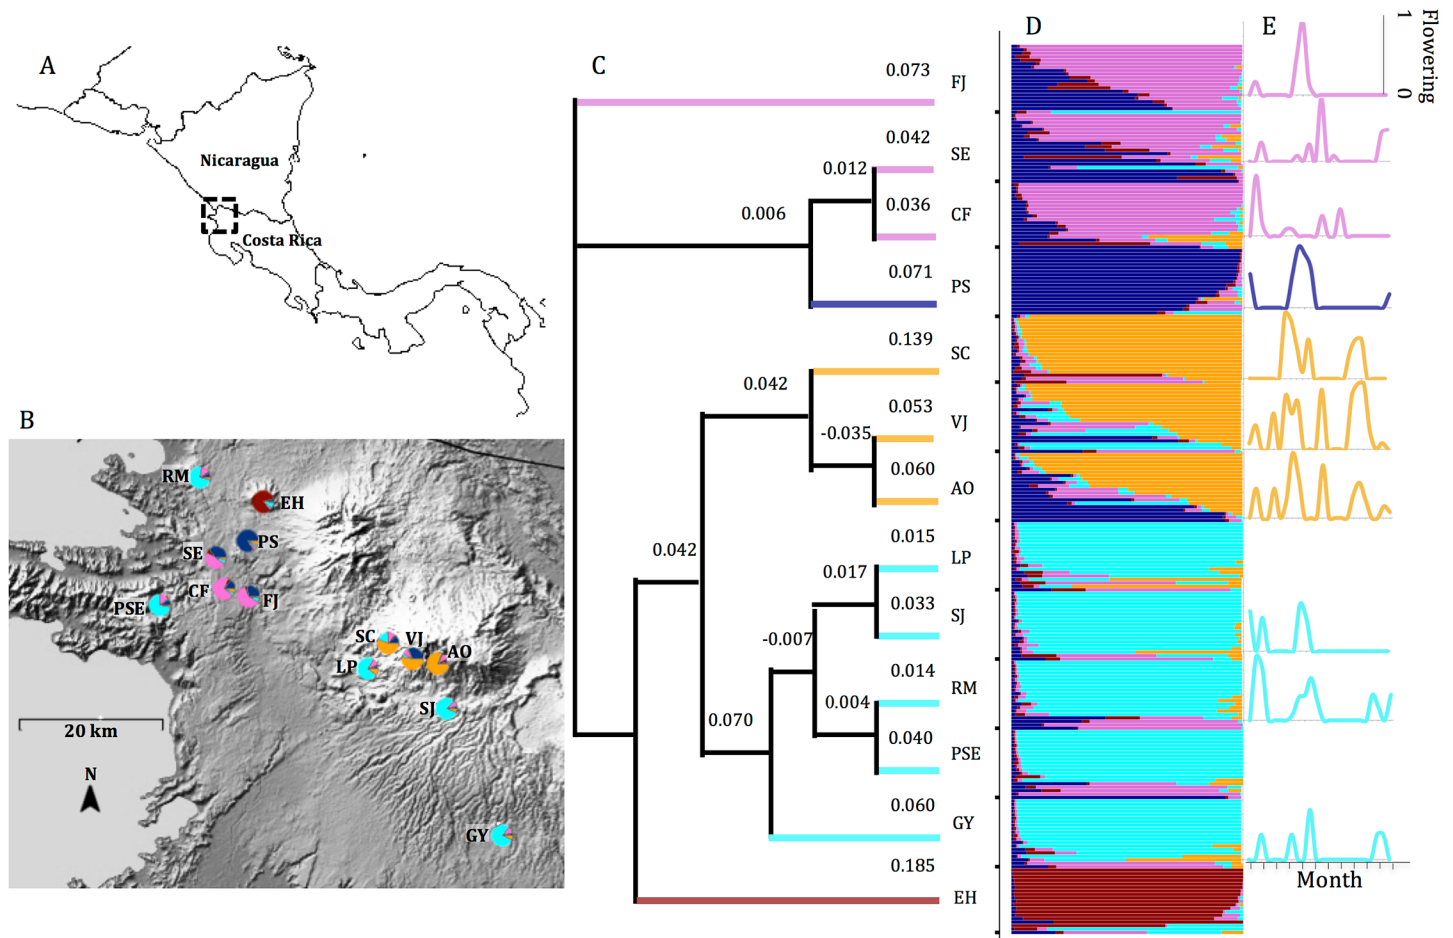 A
Nicaragua
Costa Rica
B
RM
EH
PS
SE
CF
FJ
PSE
SC
VJ
AO
LP
SJ
20 km
N
GY
C
0.073
0.042
0.012
0.036
0.006
0.071
0.139
0.042
0.053
-0.035
0.060
0.015
0.042
0.017
0.033
-0.007
0.014
0.004
0.070
0.040
0.060
0.185
FJ
SE
CF
PS
SC
VJ
AO
LP
SJ
RM
PSE
GY
EH
D
E
1
0
Flowering
Month